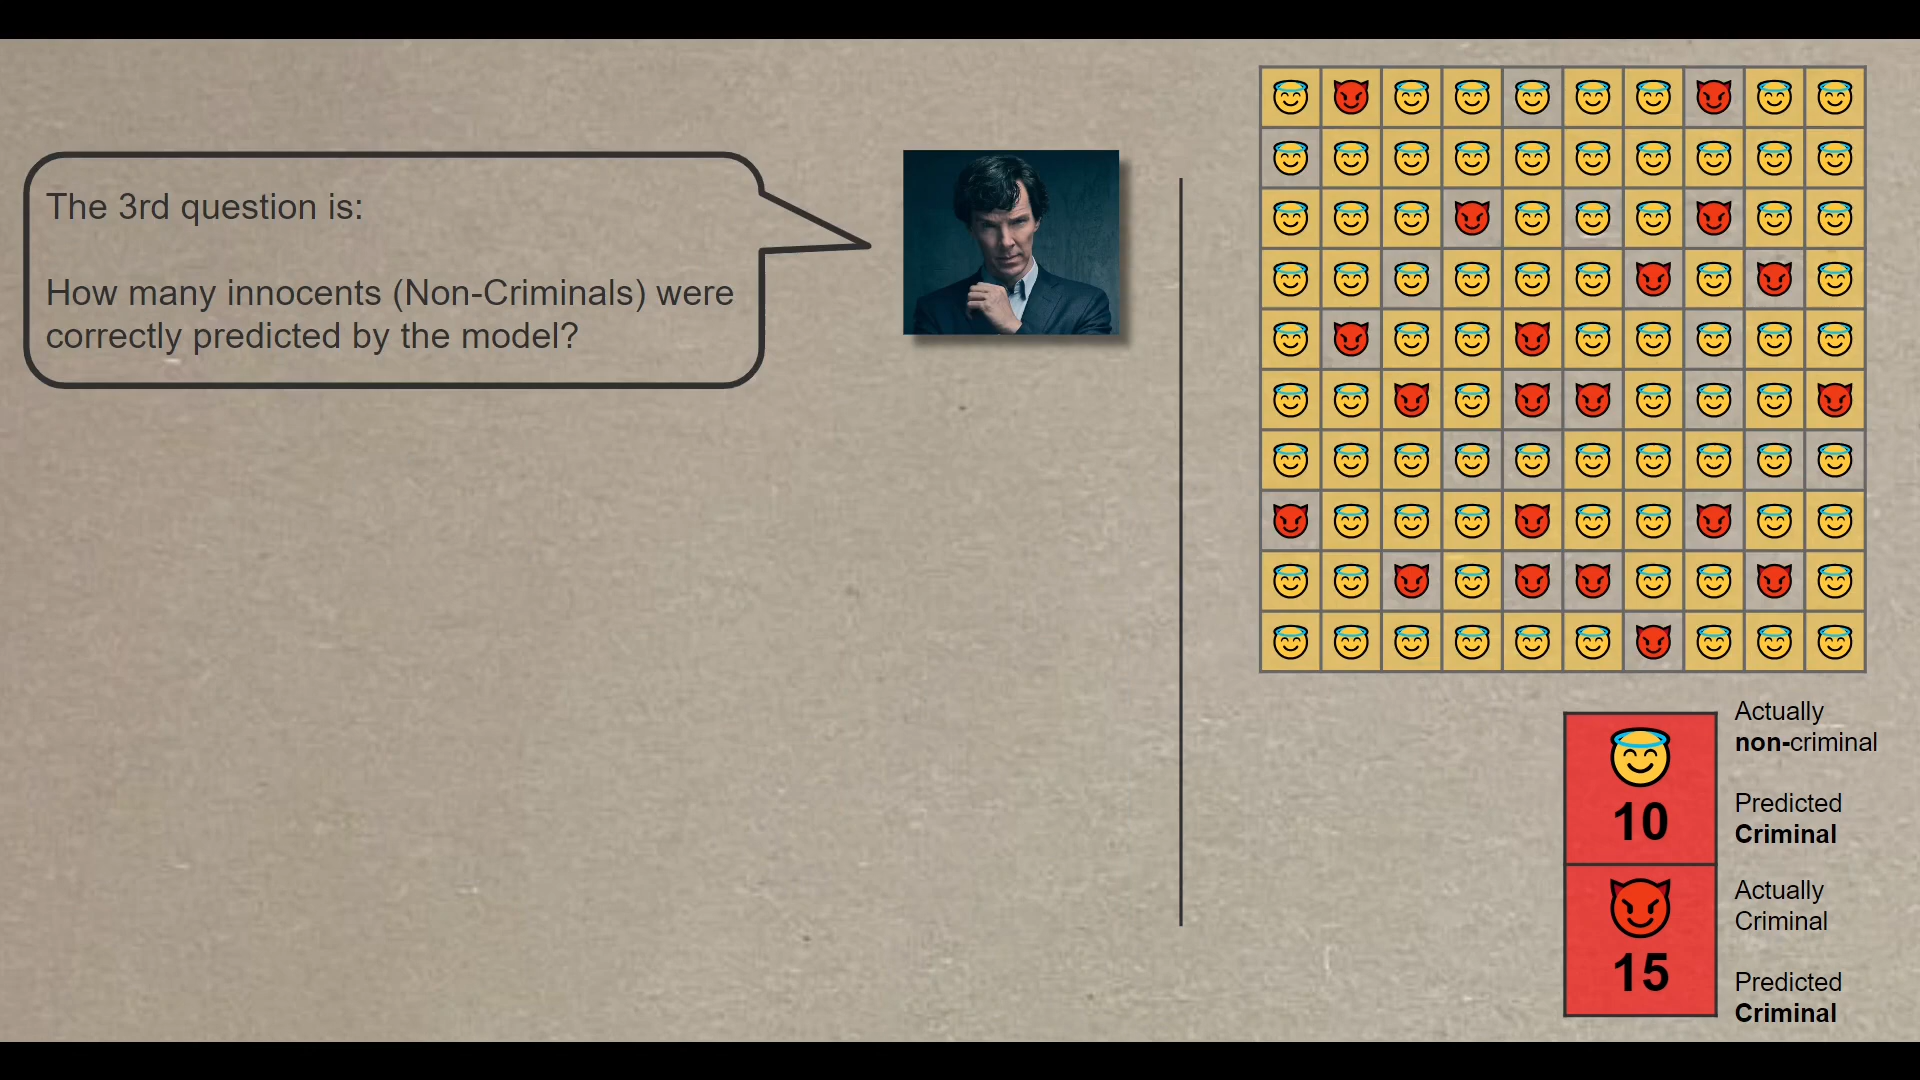 The 3rd question is:
How many innocents (Non-Criminals) were
correctly predicted by the model?
10
Actually
non-criminal
Predicted
Criminal
15
Actually
Criminal
Predicted
Criminal